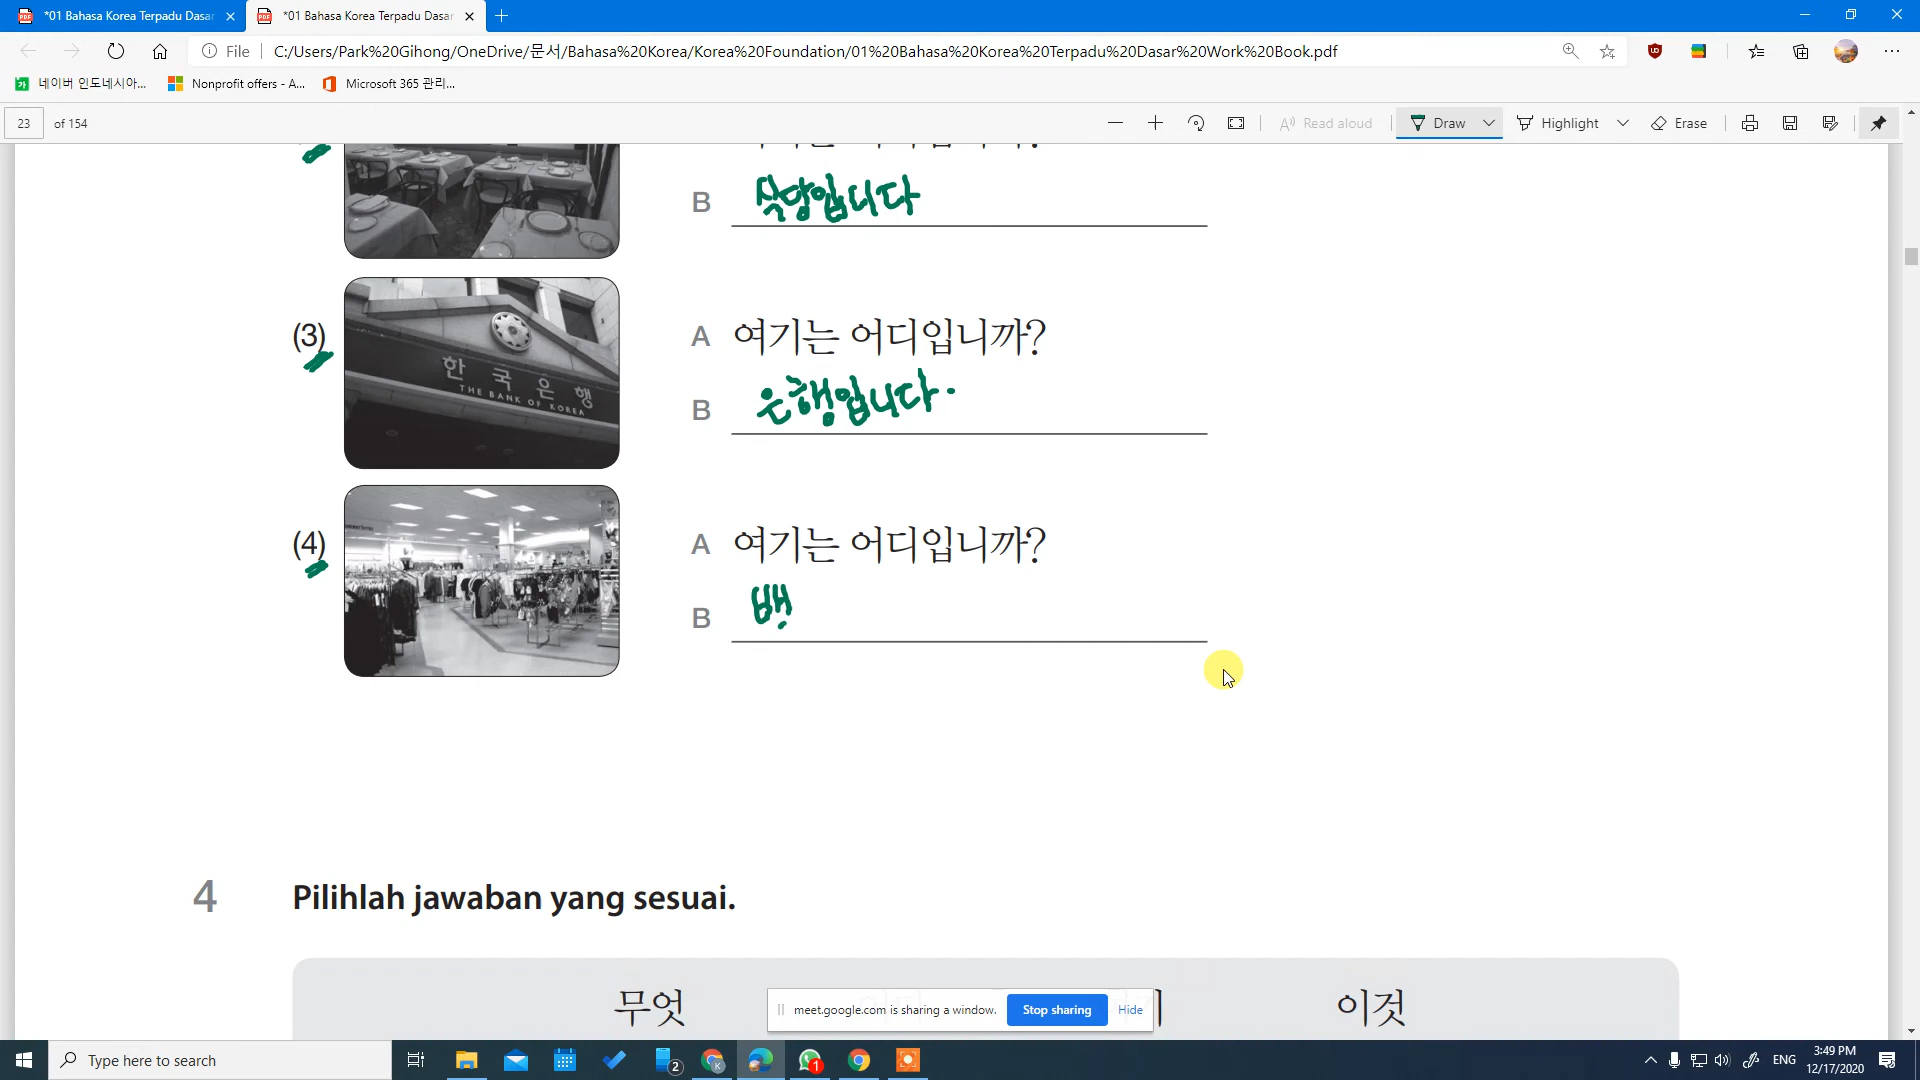 *01 Bahasa Korea Terpadu Dasar
*01 Bahasa Korea Terpadu Dasar
File
C:/Users/Park%20Gihong/OneDrive/문서/Bahasa%20Korea/Korea%20Foundation/01%20Bahasa%20Korea%20Terpadu%20Dasar%20Work%20Book.pdf
네이버 인도네시아...
Nonprofit offers - A...
Microsoft 365 관리...
23 of 154
Read aloud
Draw
Highlight
Erase
B 식당입니다
(3)
한국은행
THE BANK OF KOREA
A 여기는 어디입니까?
B 은행입니다.
(4)
A 여기는 어디입니까?
B
4 Pilihlah jawaban yang sesuai.
무엇
이것
meet.google.com is sharing a window.
Stop sharing
Hide
Type here to search
2
1
ENG
3:49 PM
12/17/2020